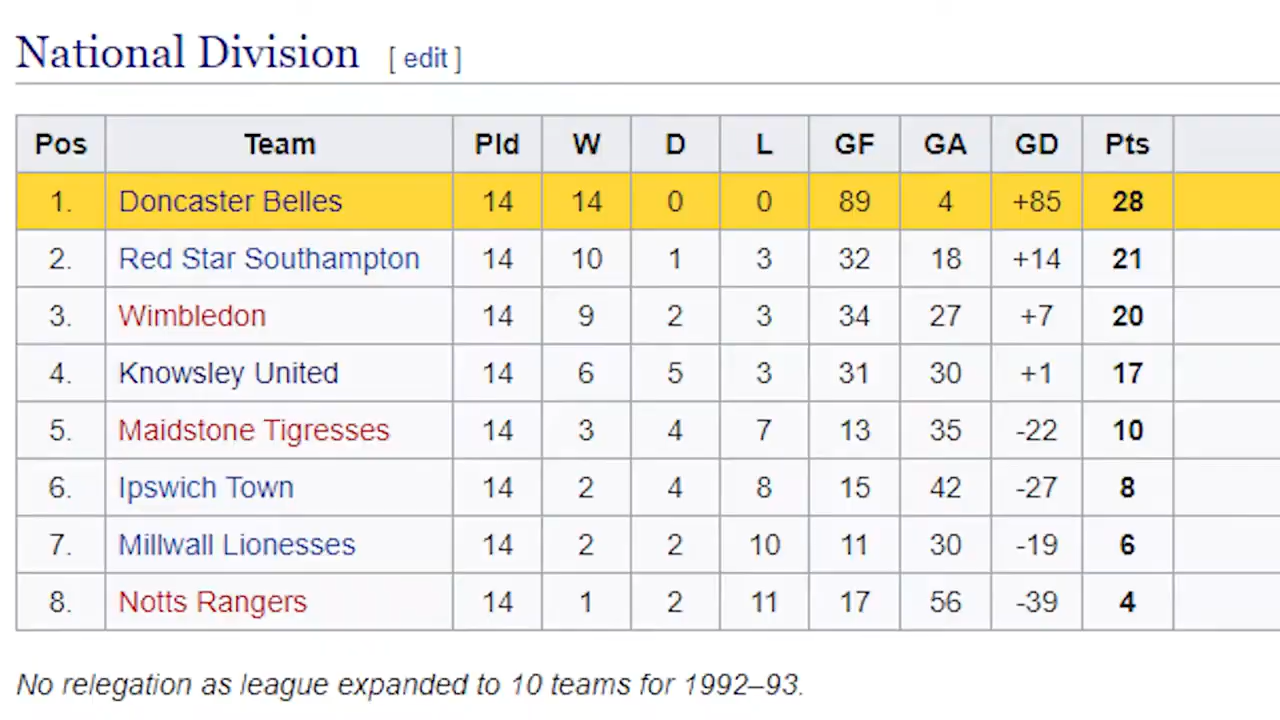 National Division [ edit ]
Pos Team Pld W D L GF GA GD Pts
1. Doncaster Belles 14 14 0 0 89 4 +85 28
2. Red Star Southampton 14 10 1 3 32 18 +14 21
3. Wimbledon 14 9 2 3 34 27 +7 20
4. Knowsley United 14 6 5 3 31 30 +1 17
5. Maidstone Tigresses 14 3 4 7 13 35 -22 10
6. Ipswich Town 14 2 4 8 15 42 -27 8
7. Millwall Lionesses 14 2 2 10 11 30 -19 6
8. Notts Rangers 14 1 2 11 17 56 -39 4
No relegation as league expanded to 10 teams for 1992–93.